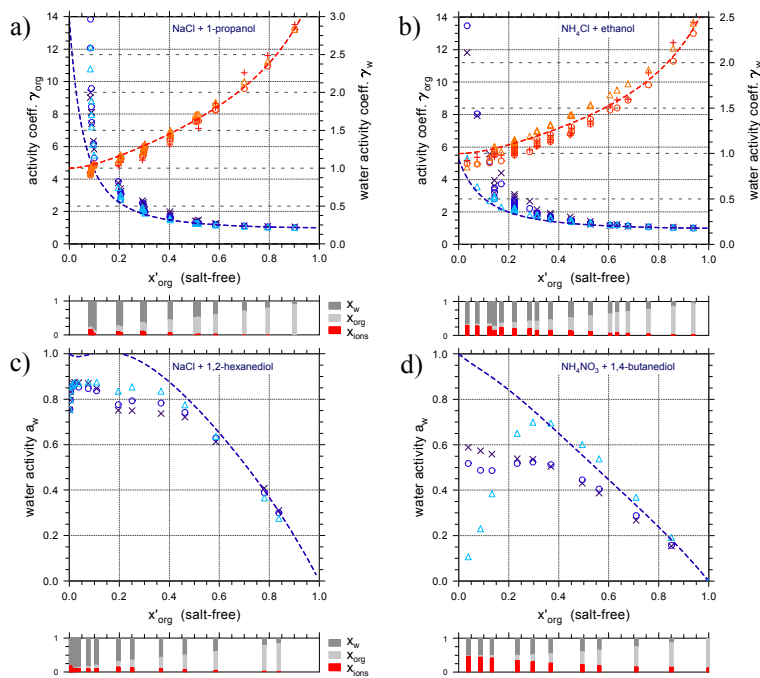 a)
NaCl + 1-propanol
14
12
10
8
6
4
2
0
activity coeff. γorg
3.0
2.5
2.0
1.5
1.0
0.5
0.0
water activity coeff. γw
0.0 0.2 0.4 0.6 0.8 1.0
x'org (salt-free)
1
0
xw
xorg
xions
b)
NH4Cl + ethanol
14
12
10
8
6
4
2
0
activity coeff. γorg
2.5
2.0
1.5
1.0
0.5
0.0
water activity coeff. γw
0.0 0.2 0.4 0.6 0.8 1.0
x'org (salt-free)
1
0
xw
xorg
xions
c)
NaCl + 1,2-hexanediol
1.0
0.8
0.6
0.4
0.2
0.0
water activity aw
0.0 0.2 0.4 0.6 0.8 1.0
x'org (salt-free)
1
0
xw
xorg
xions
d)
NH4NO3 + 1,4-butanediol
1.0
0.8
0.6
0.4
0.2
0.0
water activity aw
0.0 0.2 0.4 0.6 0.8 1.0
x'org (salt-free)
1
0
xw
xorg
xions